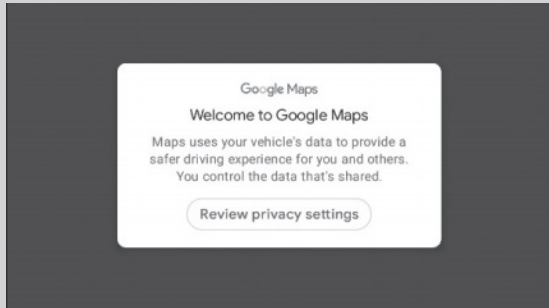 Google Maps
Welcome to Google Maps
Maps uses your vehicle's data to provide a
safer driving experience for you and others.
You control the data that's shared.
Review privacy settings